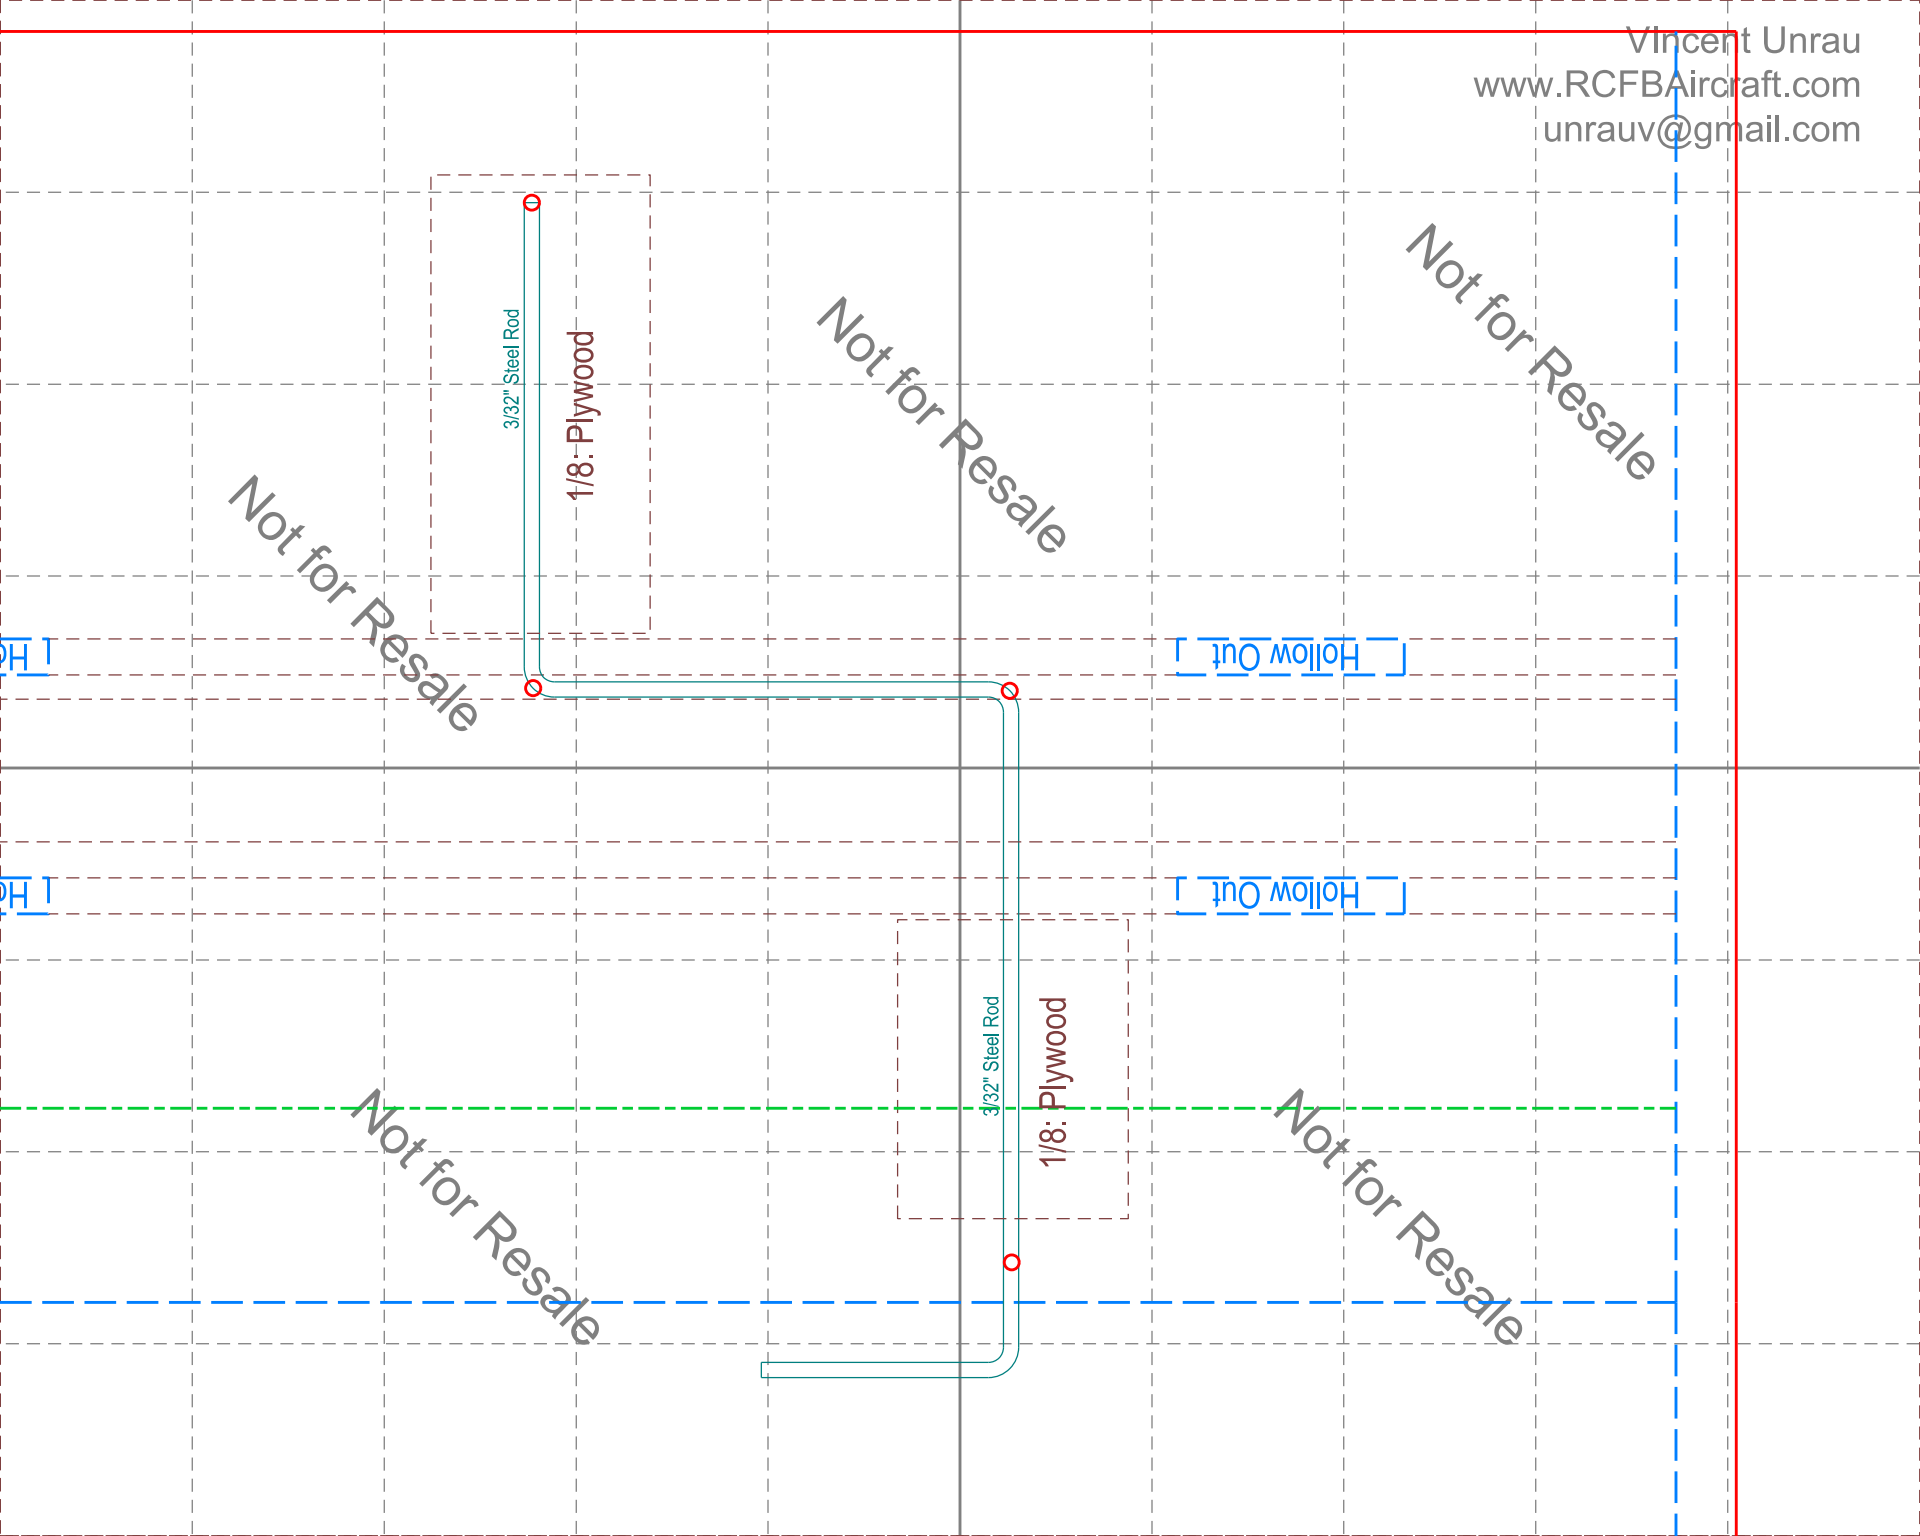 VIncent Unrau
www.RCFBAircraft.com
unrauv@gmail.com
Not for Resale
Not for Resale
3/32" Steel Rod
1/8: Plywood
Not for Resale
Hollow Out
Ho
Hollow Out
Ho
3/32" Steel Rod
1/8: Plywood
Not for Resale
Not for Resale